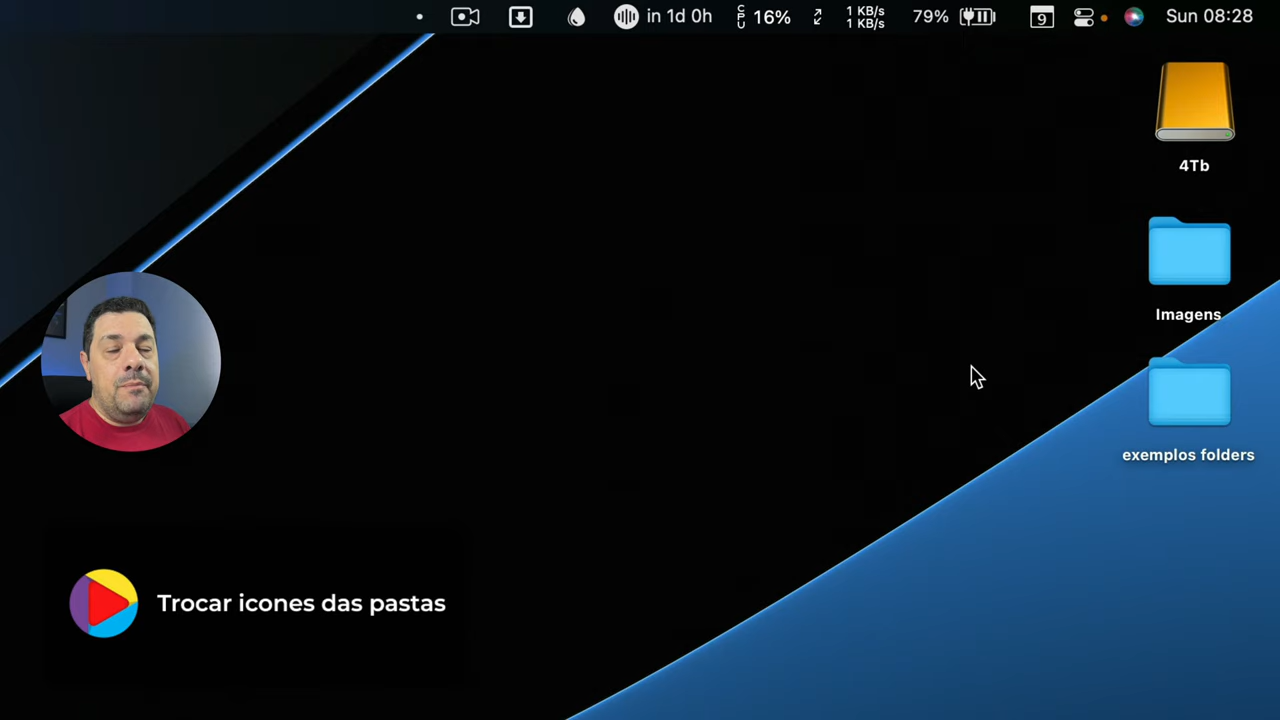 in 1d 0h CPU 16% 1 KB/s 79% 9 Sun 08:28
1 KB/s
4Tb
Imagens
exemplos folders
Trocar icones das pastas